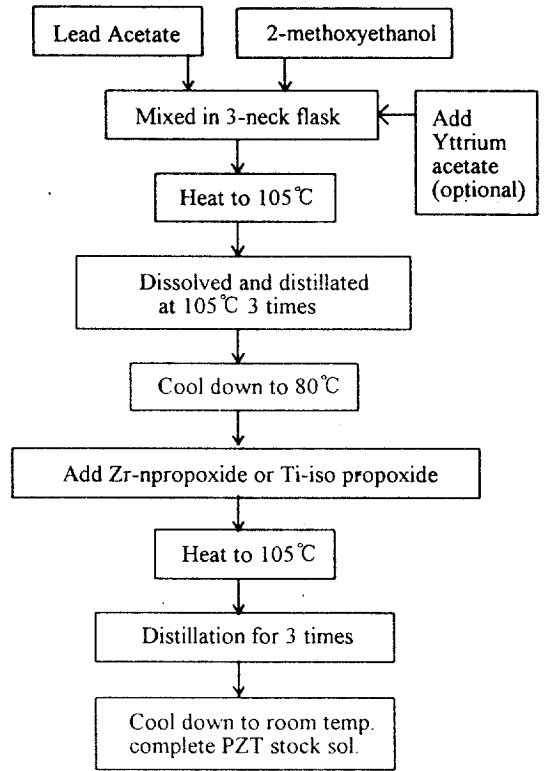 Lead Acetate
2-methoxyethanol
Mixed in 3-neck flask
Add
Yttrium
acetate
(optional)
Heat to 105℃
Dissolved and distillated
at 105℃ 3 times
Cool down to 80℃
Add Zr-npropoxide or Ti-iso propoxide
Heat to 105℃
Distillation for 3 times
Cool down to room temp.
complete PZT stock sol.